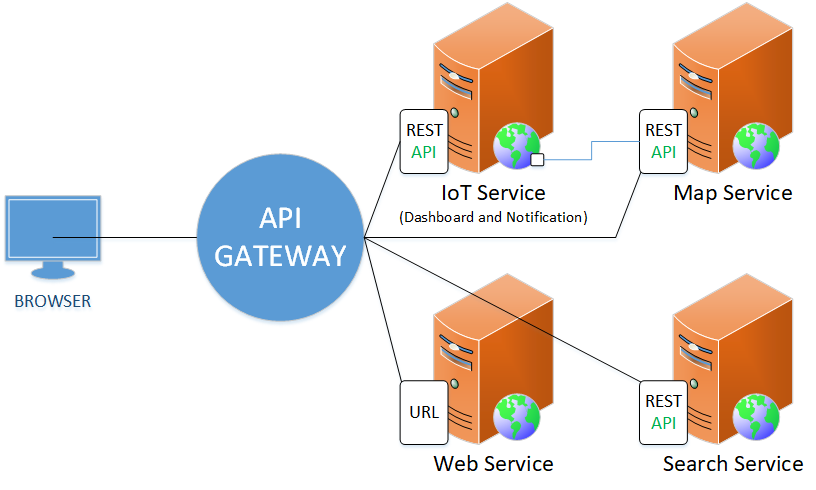 REST
API
REST
API
IoT Service
(Dashboard and Notification)
Map Service
API
GATEWAY
BROWSER
URL
REST
API
Web Service
Search Service